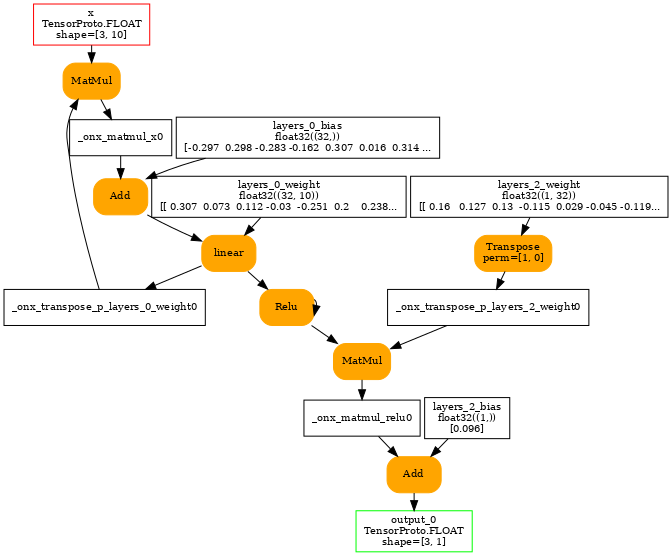 x
TensorProto.FLOAT
shape=[3, 10]
MatMul
_onx_matmul_x0
layers_0_bias
float32((32,))
[-0.297  0.298 -0.283 -0.162  0.307  0.016  0.314 ...
Add
layers_0_weight
float32((32, 10))
[[ 0.307  0.073  0.112 -0.03  -0.251  0.2    0.238...
layers_2_weight
float32((1, 32))
[[ 0.16   0.127  0.13  -0.115  0.029 -0.045 -0.119...
linear
Transpose
perm=[1, 0]
_onx_transpose_p_layers_0_weight0
Relu
_onx_transpose_p_layers_2_weight0
MatMul
_onx_matmul_relu0
layers_2_bias
float32((1,))
[0.096]
Add
output_0
TensorProto.FLOAT
shape=[3, 1]